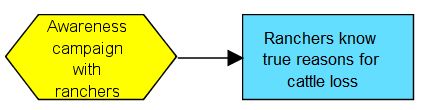 Awareness
campaign
with
ranchers
Ranchers know
true reasons for
cattle loss